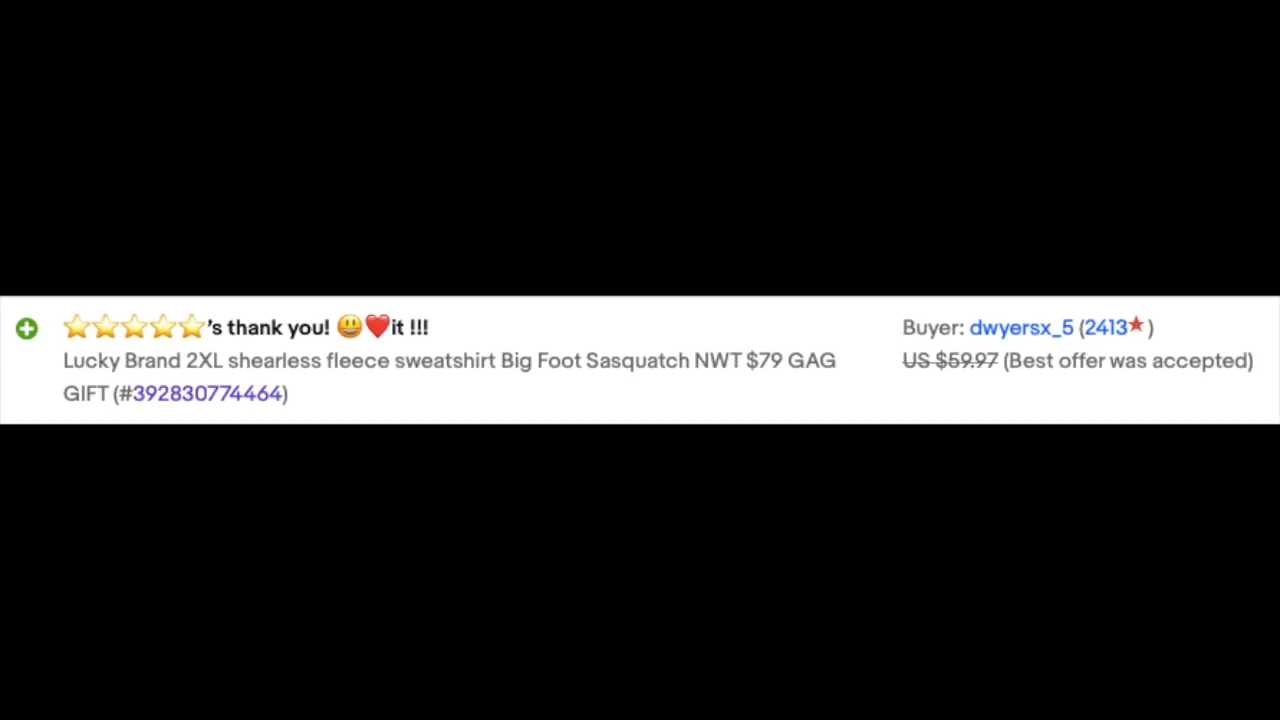 ⭐⭐⭐⭐⭐'s thank you! 😃❤️it !!!
Buyer: dwyersx_5 (2413★)
Lucky Brand 2XL shearless fleece sweatshirt Big Foot Sasquatch NWT $79 GAG
GIFT (#392830774464)
US $59.97 (Best offer was accepted)